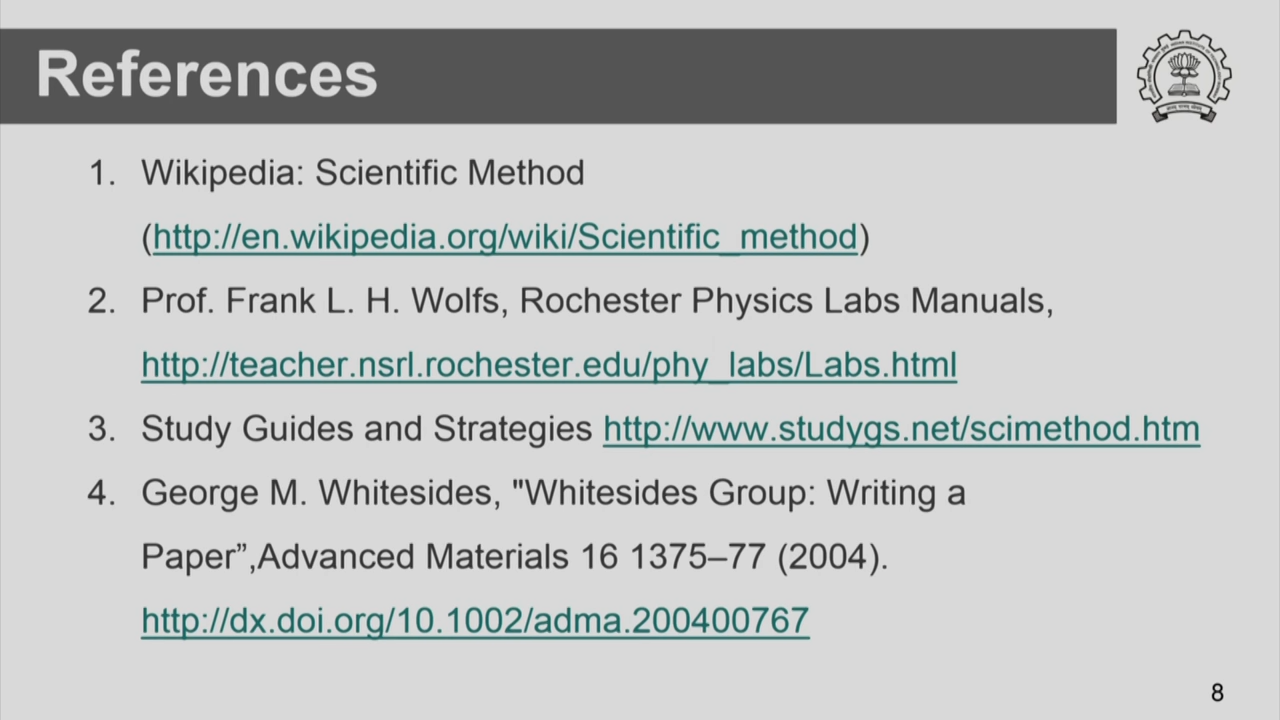 References
1. Wikipedia: Scientific Method
(http://en.wikipedia.org/wiki/Scientific_method)
2. Prof. Frank L. H. Wolfs, Rochester Physics Labs Manuals,
http://teacher.nsrl.rochester.edu/phy_labs/Labs.html
3. Study Guides and Strategies http://www.studygs.net/scimethod.htm
4. George M. Whitesides, "Whitesides Group: Writing a
Paper”,Advanced Materials 16 1375–77 (2004).
http://dx.doi.org/10.1002/adma.200400767
8